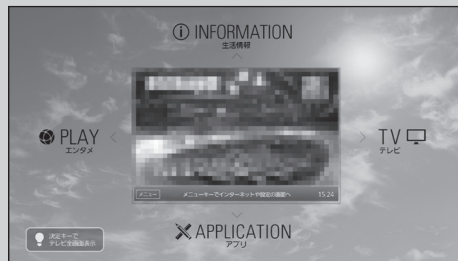 INFORMATION
生活情報
PLAY
エンタメ
TV
テレビ
メニュー メニューキーでインターネットや設定の画面へ 15:24
APPLICATION
アプリ
決定キーで
テレビ全画面表示